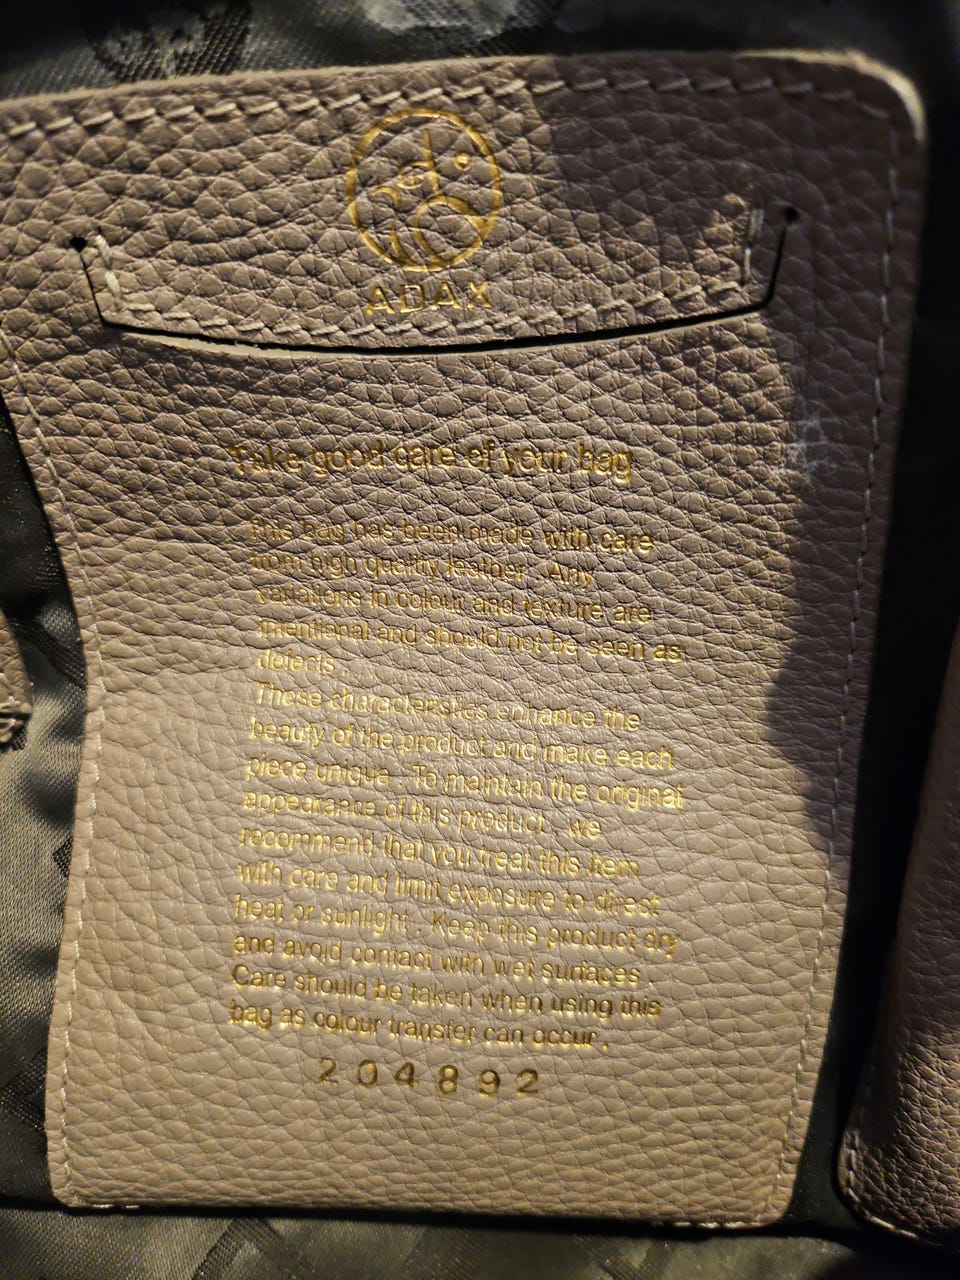 ADAX
Take good care of your bag
This bag has been made with care
from high quality leather. Any
variations in colour and texture are
intentional and should not be seen as
defects.
These characteristics enhance the
beauty of the product and make each
piece unique. To maintain the original
appearance of this product, we
recommend that you treat this item
with care and limit exposure to direct
heat or sunlight. Keep this product dry
and avoid contact with wet surfaces.
Care should be taken when using this
bag as colour transfer can occur.
204892